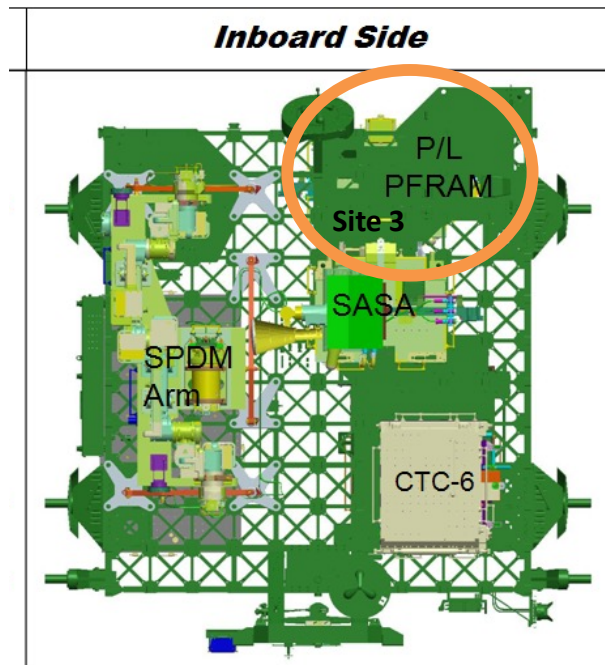 Inboard Side
P/L
PFRAM
Site 3
SASA
SPDM
Arm
CTC-6